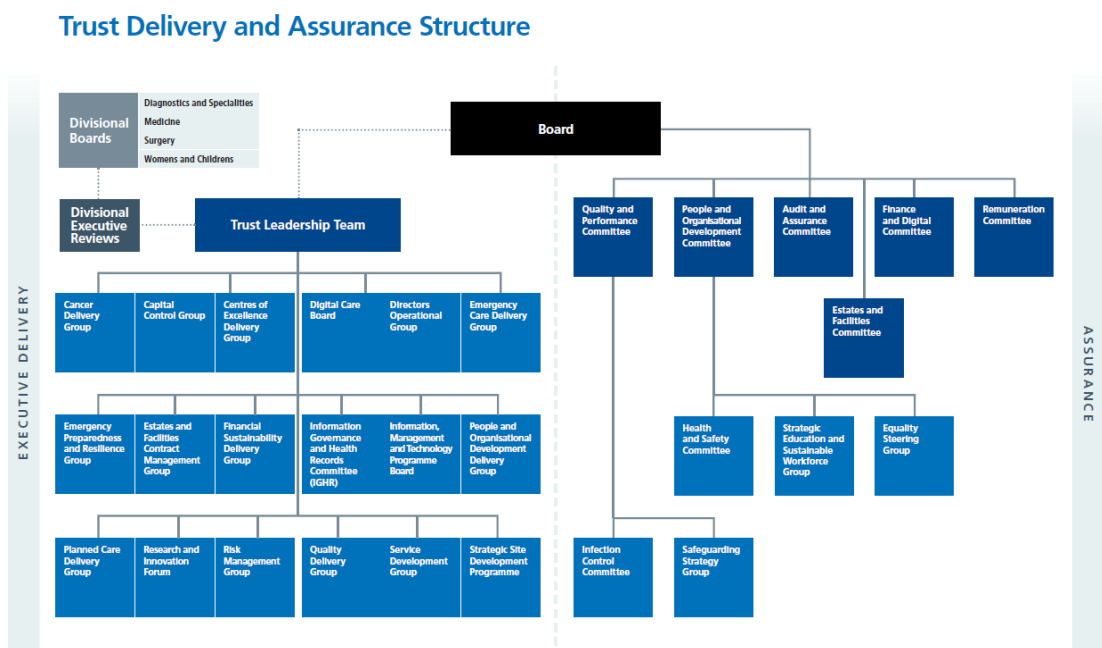 Trust Delivery and Assurance Structure
Divisional
Boards
Diagnostics and Specialities
Medicine
Surgery
Womens and Childrens
Board
Divisional
Executive
Reviews
Trust Leadership Team
Quality and
Performance
Committee
People and
Organisational
Development
Committee
Audit and
Assurance
Committee
Finance
and Digital
Committee
Remuneration
Committee
Estates and
Facilities
Committee
EXECUTIVE DELIVERY
ASSURANCE
Cancer
Delivery
Group
Capital
Control Group
Centres of
Excellence
Delivery
Group
Digital Care
Board
Directors
Operational
Group
Emergency
Care Delivery
Group
Emergency
Preparedness
and Resilience
Group
Estates and
Facilities
Contract
Management
Group
Financial
Sustainability
Delivery
Group
Information
Governance
and Health
Records
Committee
(IGHR)
Information,
Management
and Technology
Programme
Board
People and
Organisational
Development
Delivery
Group
Health
and Safety
Committee
Strategic
Education and
Sustainable
Workforce
Group
Equality
Steering
Group
Planned Care
Delivery
Group
Research and
Innovation
Forum
Risk
Management
Group
Quality
Delivery
Group
Service
Development
Group
Strategic Site
Development
Programme
Infection
Control
Committee
Safeguarding
Strategy
Group